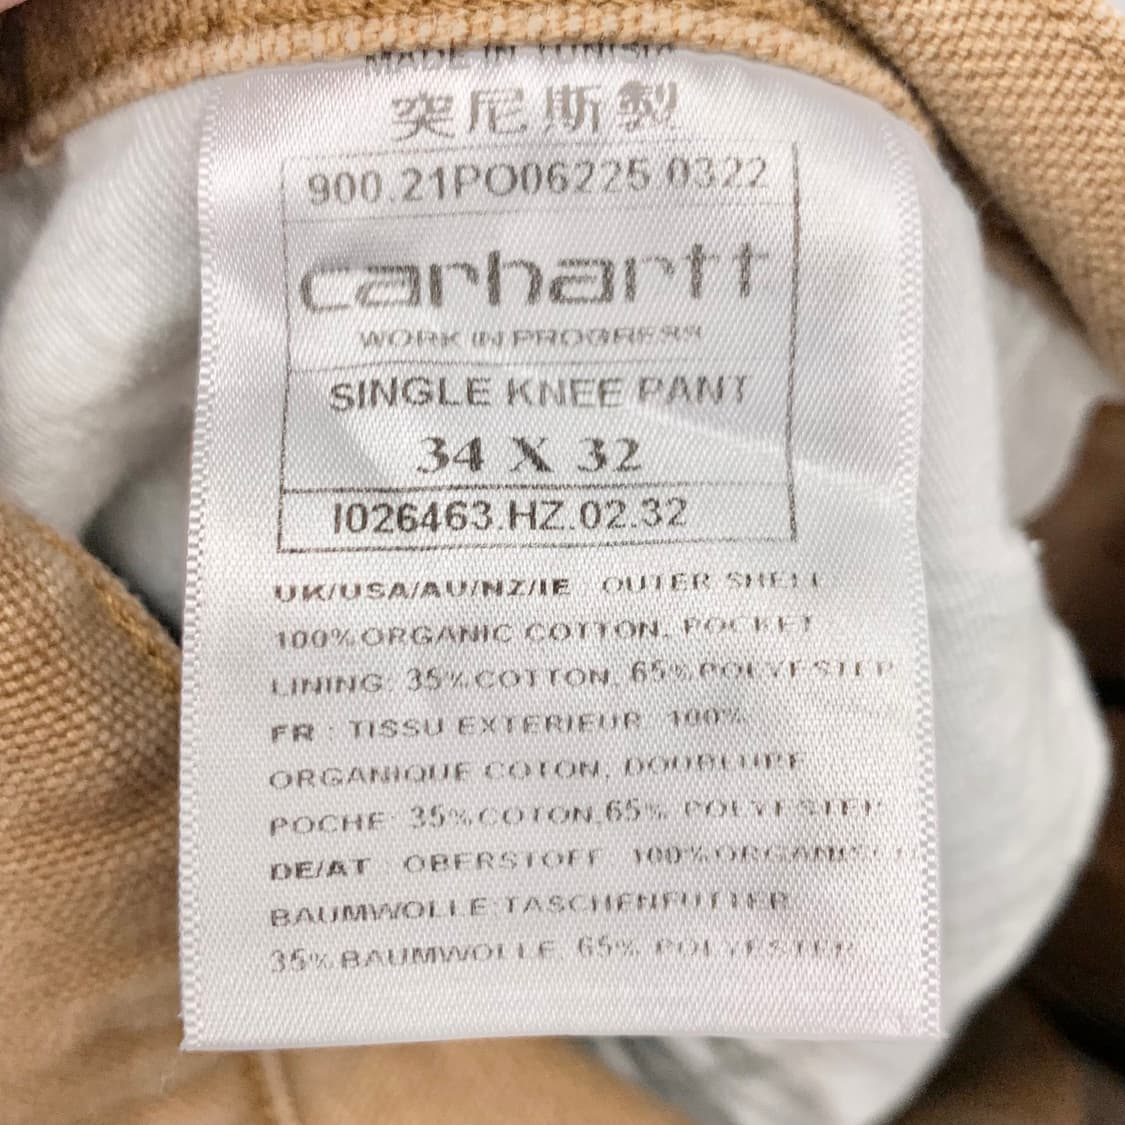 MADE IN TUNISIA
突尼斯製
900.21PO06225.0322
carhartt
WORK IN PROGRESS
SINGLE KNEE PANT
34 X 32
I026463.HZ.02.32
UK/USA/AU/NZ/IE : OUTER SHELL
100% ORGANIC COTTON, POCKET
LINING: 35% COTTON, 65% POLYESTER
FR : TISSU EXTERIEUR 100%
ORGANIQUE COTON, DOUBLURE
POCHE: 35% COTON, 65% POLYESTER
DE/AT : OBERSTOFF 100% ORGANISCH
BAUMWOLLE;TASCHENFUTTER
35% BAUMWOLLE, 65% POLYESTER